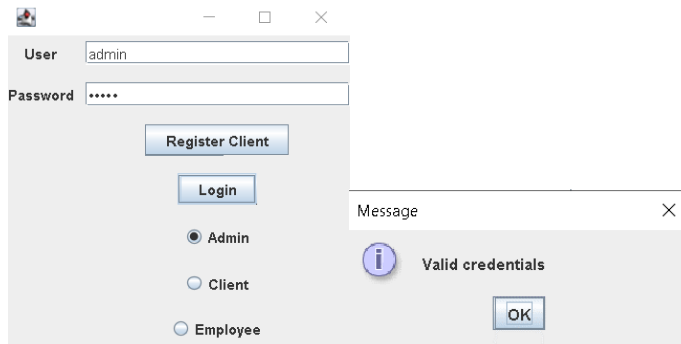 User
admin
Password
•••••
Register Client
Login
Admin
Client
Employee
Message
Valid credentials
OK